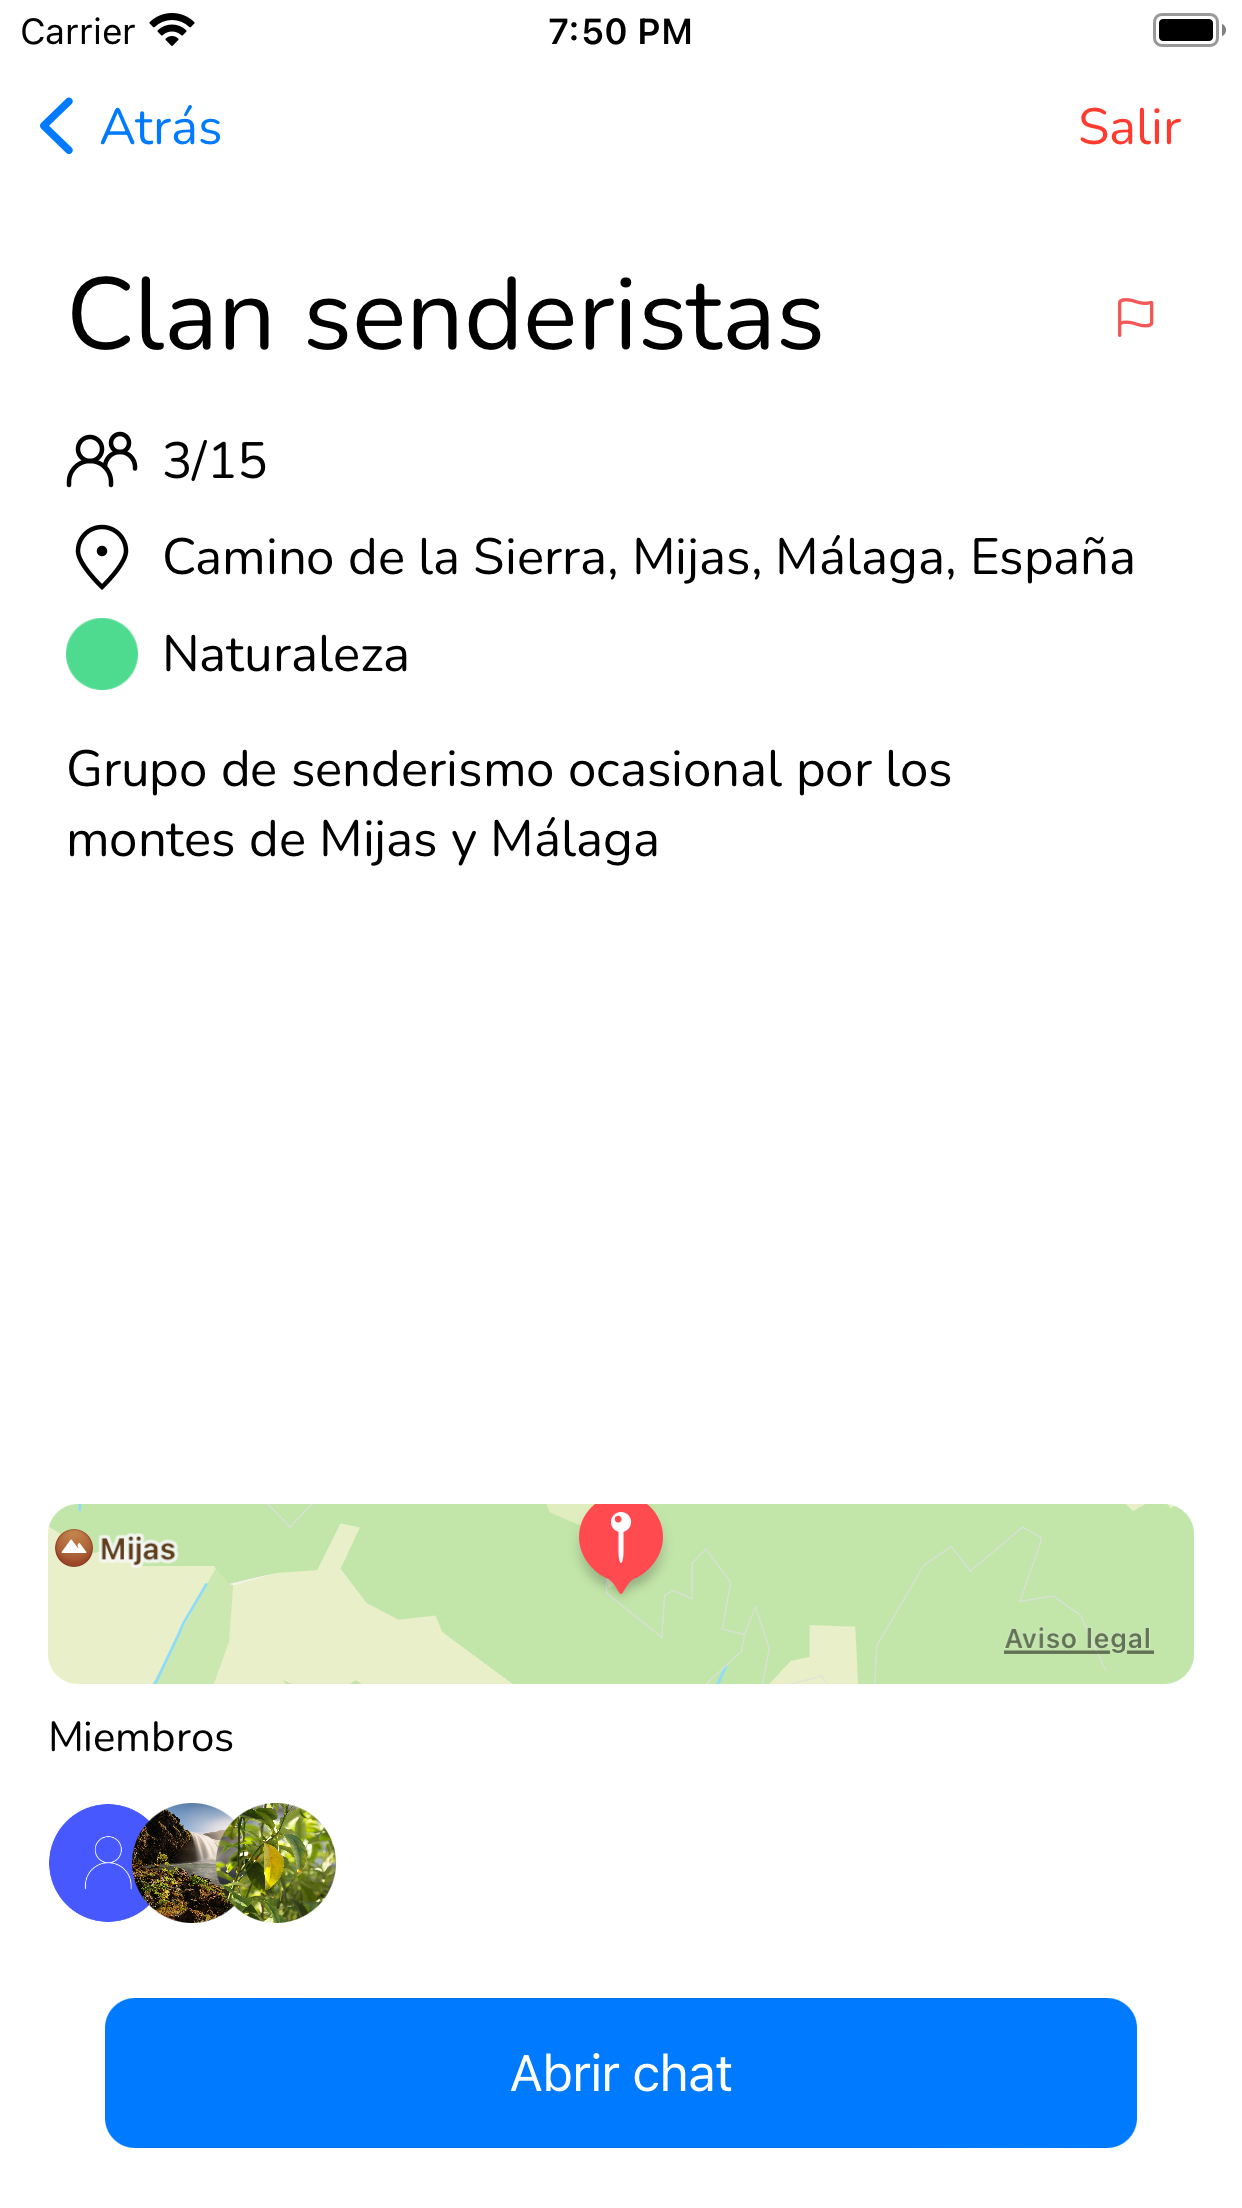 Carrier 7:50 PM
Atrás Salir
Clan senderistas
3/15
Camino de la Sierra, Mijas, Málaga, España
Naturaleza
Grupo de senderismo ocasional por los
montes de Mijas y Málaga
Mijas
Aviso legal
Miembros
Abrir chat